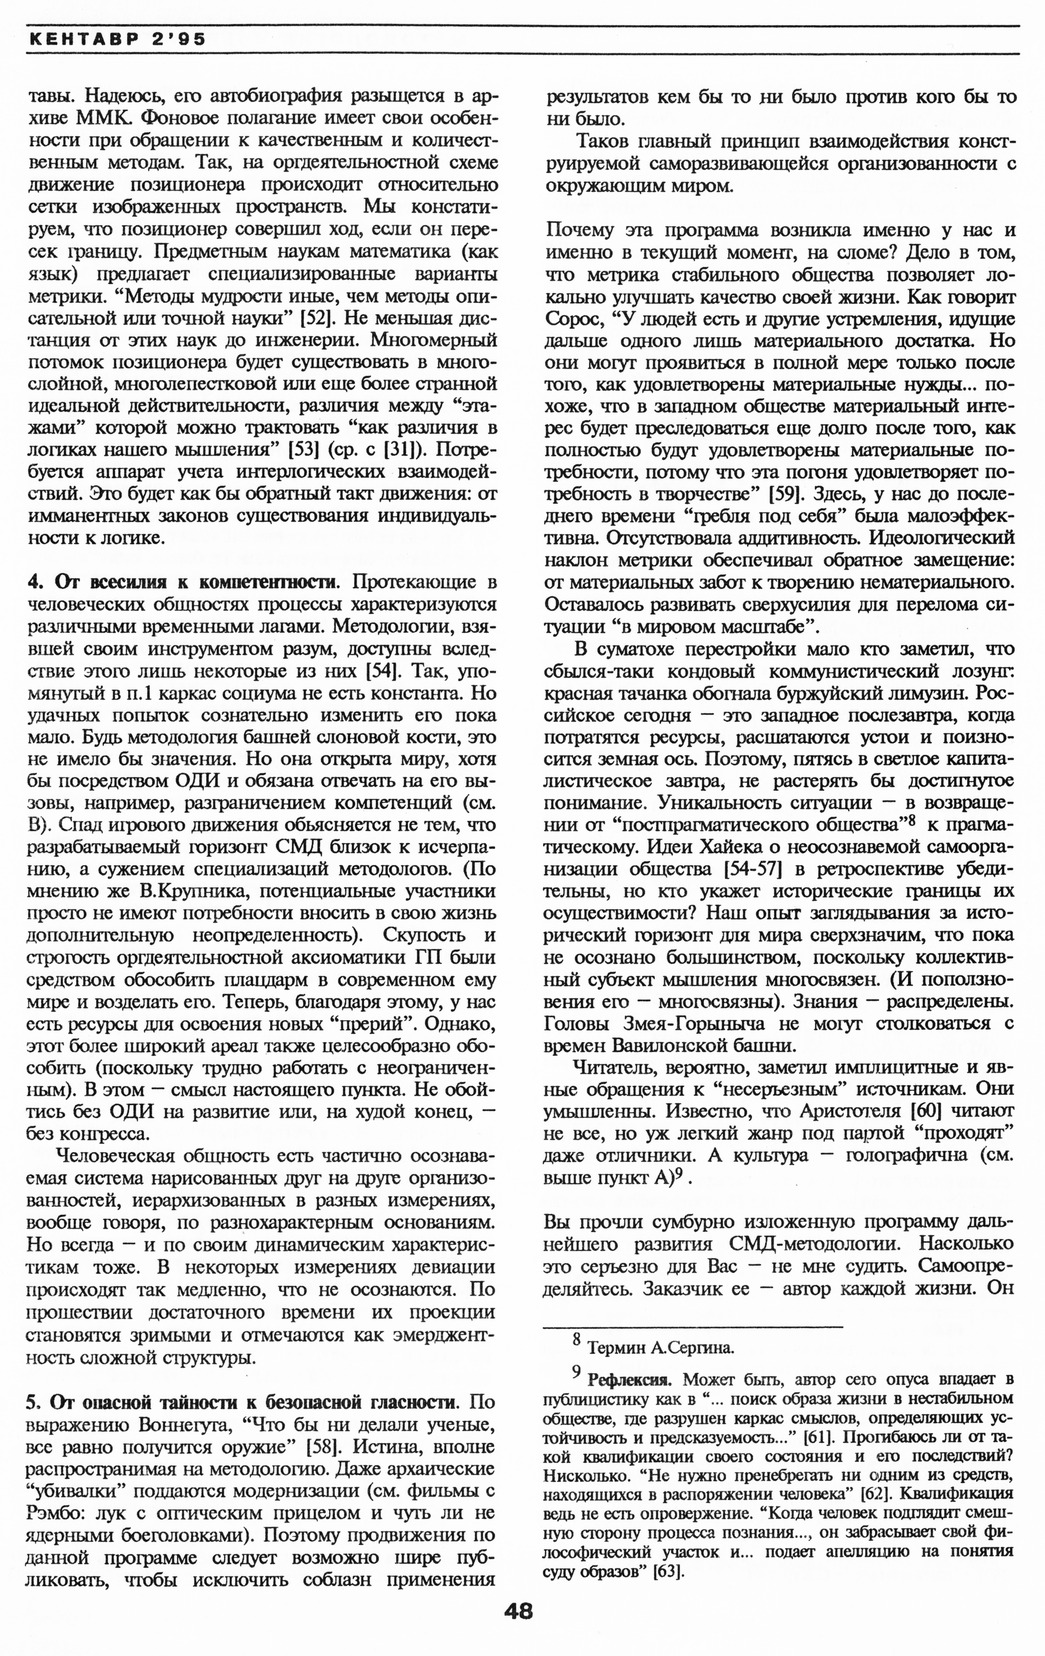 КЕНТАВР 2'95
тавы. Надеюсь, его автобиография разыщется в ар-
хиве ММК. Фоновое полагание имеет свои особен-
ности при обращении к качественным и количест-
венным методам. Так, на оргдеятельностной схеме
движение позиционера происходит относительно
сетки изображенных пространств. Мы констати-
руем, что позиционер совершил ход, если он пере-
сек границу. Предметным наукам математика (как
язык) предлагает специализированные варианты
метрики. “Методы мудрости иные, чем методы опи-
сательной или точной науки” [52]. Не меньшая дис-
танция от этих наук до инженерии. Многомерный
потомок позиционера будет существовать в много-
слойной, многолепестковой или еще более странной
идеальной действительности, различия между “эта-
жами” которой можно трактовать “как различия в
логиках нашего мышления” [53] (ср. с [31]). Потре-
буется аппарат учета интерлогических взаимодей-
ствий. Это будет как бы обратный такт движения: от
имманентных законов существования индивидуаль-
ности к логике.
4. От всесилия к компетентности. Протекающие в
человеческих общностях процессы характеризуются
различными временными лагами. Методологии, взя-
вшей своим инструментом разум, доступны вслед-
ствие этого лишь некоторые из них [54]. Так, упо-
мянутый в п.1 каркас социума не есть константа. Но
удачных попыток сознательно изменить его пока
мало. Будь методология башней слоновой кости, это
не имело бы значения. Но она открыта миру, хотя
бы посредством ОДИ и обязана отвечать на его вы-
зовы, например, разграничением компетенций (см.
В). Спад игрового движения обьясняется не тем, что
разрабатываемый горизонт СМД близок к исчерпа-
нию, а сужением специализаций методологов. (По
мнению же В.Крупника, потенциальные участники
просто не имеют потребности вносить в свою жизнь
дополнительную неопределенность). Скупость и
строгость оргдеятельностной аксиоматики ГП были
средством обособить плацдарм в современном ему
мире и возделать его. Теперь, благодаря этому, у нас
есть ресурсы для освоения новых “прерий”. Однако,
этот более широкий ареал также целесообразно обо-
собить (поскольку трудно работать с неограничен-
ным). В этом — смысл настоящего пункта. Не обой-
тись без ОДИ на развитие или, на худой конец, —
без конгресса.
Человеческая общность есть частично осознава-
емая система нарисованных друг на друге организо-
ванностей, иерархизованных в разных измерениях,
вообще говоря, по разнохарактерным основаниям.
Но всегда — и по своим динамическим характерис-
тикам тоже. В некоторых измерениях девиации
происходят так медленно, что не осознаются. По
прошествии достаточного времени их проекции
становятся зримыми и отмечаются как эмерджент-
ность сложной структуры.
5. От опасной тайности к безопасной гласности. По
выражению Воннегута, “Что бы ни делали ученые,
все равно получится оружие” [58]. Истина, вполне
распространимая на методологию. Даже архаические
“убивалки” поддаются модернизации (см. фильмы с
Рэмбо: лук с оптическим прицелом и чуть ли не
ядерными боеголовками). Поэтому продвижения по
данной программе следует возможно шире пуб-
ликовать, чтобы исключить соблазн применения
результатов кем бы то ни было против кого бы то
ни было.
Таков главный принцип взаимодействия конст-
руируемой саморазвивающейся организованности с
окружающим миром.
Почему эта программа возникла именно у нас и
именно в текущий момент, на сломе? Дело в том,
что метрика стабильного общества позволяет ло-
кально улучшать качество своей жизни. Как говорит
Сорос, “У людей есть и другие устремления, идущие
дальше одного лишь материального достатка. Но
они могут проявиться в полной мере только после
того, как удовлетворены материальные нужды... по-
хоже, что в западном обществе материальный инте-
рес будет преследоваться еще долго после того, как
полностью будут удовлетворены материальные по-
требности, потому что эта погоня удовлетворяет по-
требность в творчестве” [59]. Здесь, у нас до после-
днего времени “гребля под себя” была малоэффек-
тивна. Отсутствовала аддитивность. Идеологический
наклон метрики обеспечивал обратное замещение:
от материальных забот к творению нематериального.
Оставалось развивать сверхусилия для перелома си-
туации “в мировом масштабе”.
В суматохе перестройки мало кто заметил, что
сбылся-таки кондовый коммунистический лозунг:
красная тачанка обогнала буржуйский лимузин. Рос-
сийское сегодня — это западное послезавтра, когда
потратятся ресурсы, расшатаются устои и поизно-
сится земная ось. Поэтому, пятясь в светлое капита-
листическое завтра, не растерять бы достигнутое
понимание. Уникальность ситуации — в возвраще-
нии от “постпрагматического общества”⁸ к прагма-
тическому. Идеи Хайека о неосознаваемой самоорга-
низации общества [54-57] в ретроспективе убеди-
тельны, но кто укажет исторические границы их
осуществимости? Наш опыт заглядывания за исто-
рический горизонт для мира сверхзначим, что пока
не осознано большинством, поскольку коллектив-
ный субъект мышления многосвязен. (И поползно-
вения его — многосвязны). Знания — распределены.
Головы Змея-Горыныча не могут столковаться с
времен Вавилонской башни.
Читатель, вероятно, заметил имплицитные и яв-
ные обращения к “несерьезным” источникам. Они
умышленны. Известно, что Аристотеля [60] читают
не все, но уж легкий жанр под партой “проходят”
даже отличники. А культура — голографична (см.
выше пункт А)⁹ .
Вы прочли сумбурно изложенную программу даль-
нейшего развития СМД-методологии. Насколько
это серьезно для Вас — не мне судить. Самоопре-
деляйтесь. Заказчик ее — автор каждой жизни. Он
⁸ Термин А.Сергина.
⁹ Рефлексия. Может быть, автор сего опуса впадает в
публицистику как в “... поиск образа жизни в нестабильном
обществе, где разрушен каркас смыслов, определяющих ус-
тойчивость и предсказуемость...” [61]. Прогибаюсь ли от та-
кой квалификации своего состояния и его последствий?
Нисколько. “Не нужно пренебрегать ни одним из средств,
находящихся в распоряжении человека” [62]. Квалификация
ведь не есть опровержение. “Когда человек подглядит смеш-
ную сторону процесса познания..., он забрасывает свой фи-
лософический участок и... подает апелляцию на понятия
суду образов” [63].
48